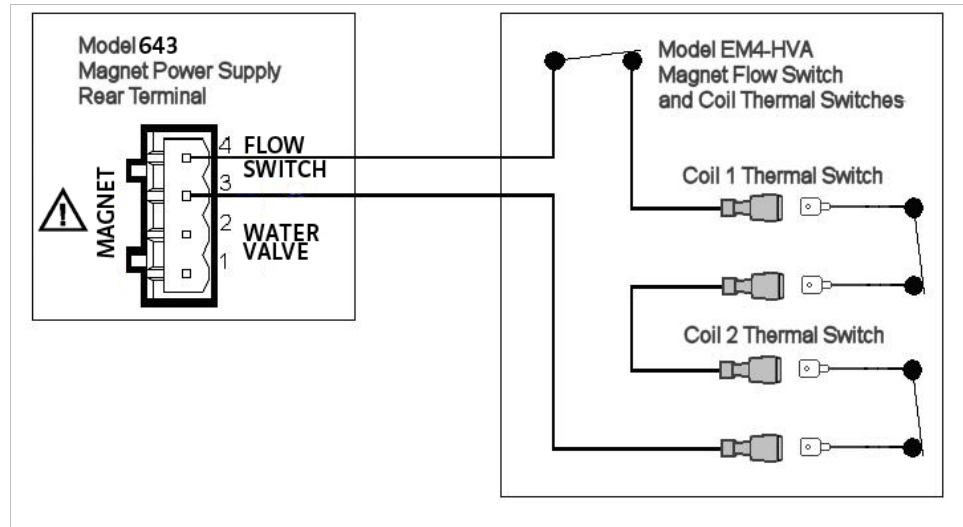 Model 643
Magnet Power Supply
Rear Terminal
MAGNET
4 FLOW
SWITCH
3
2 WATER
VALVE
1
Model EM4-HVA
Magnet Flow Switch
and Coil Thermal Switches
Coil 1 Thermal Switch
Coil 2 Thermal Switch